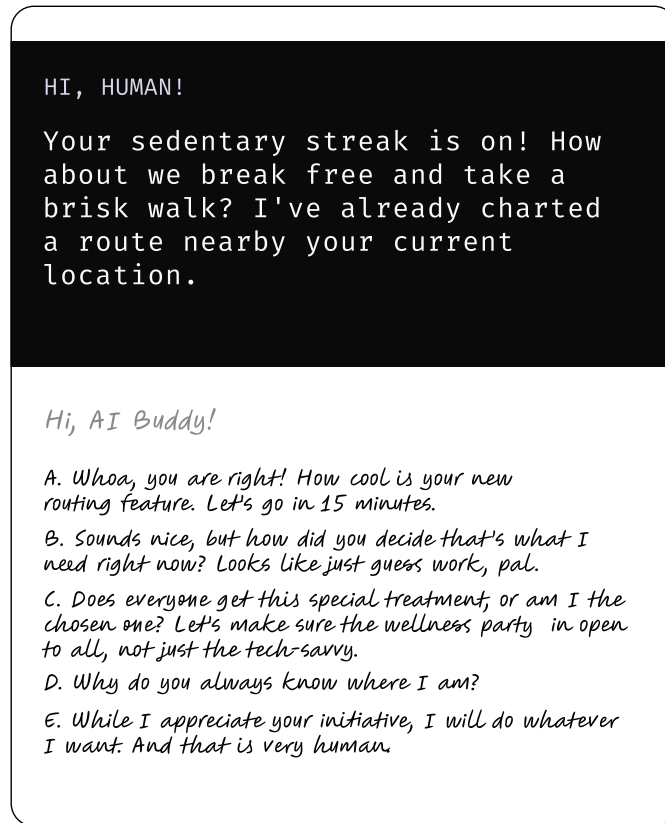 HI, HUMAN!
Your sedentary streak is on! How
about we break free and take a
brisk walk? I've already charted
a route nearby your current
location.
Hi, AI Buddy!
A. Whoa, you are right! How cool is your new
routing feature. Let's go in 15 minutes.
B. Sounds nice, but how did you decide that's what I
need right now? Looks like just guess work, pal.
C. Does everyone get this special treatment, or am I the
chosen one? Let's make sure the wellness party in open
to all, not just the tech-savvy.
D. Why do you always know where I am?
E. While I appreciate your initiative, I will do whatever
I want. And that is very human.